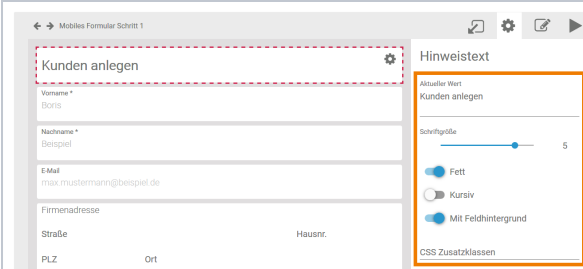 Mobiles Formular Schritt 1
Kunden anlegen
Vorname *
Boris
Nachname *
Beispiel
E-Mail
max.mustermann@beispiel.de
Firmenadresse
Straße Hausnr.
PLZ Ort
Hinweistext
Aktueller Wert
Kunden anlegen
Schriftgröße
5
Fett
Kursiv
Mit Feldhintergrund
CSS Zusatzklassen